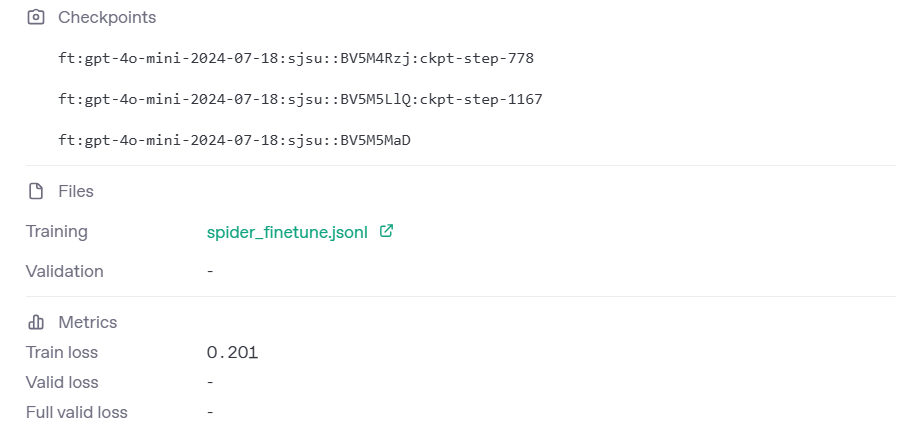 Checkpoints
ft:gpt-4o-mini-2024-07-18:sjsu::BV5M4Rzj:ckpt-step-778
ft:gpt-4o-mini-2024-07-18:sjsu::BV5M5LlQ:ckpt-step-1167
ft:gpt-4o-mini-2024-07-18:sjsu::BV5M5MaD
Files
Training spider_finetune.jsonl
Validation -
Metrics
Train loss 0.201
Valid loss -
Full valid loss -